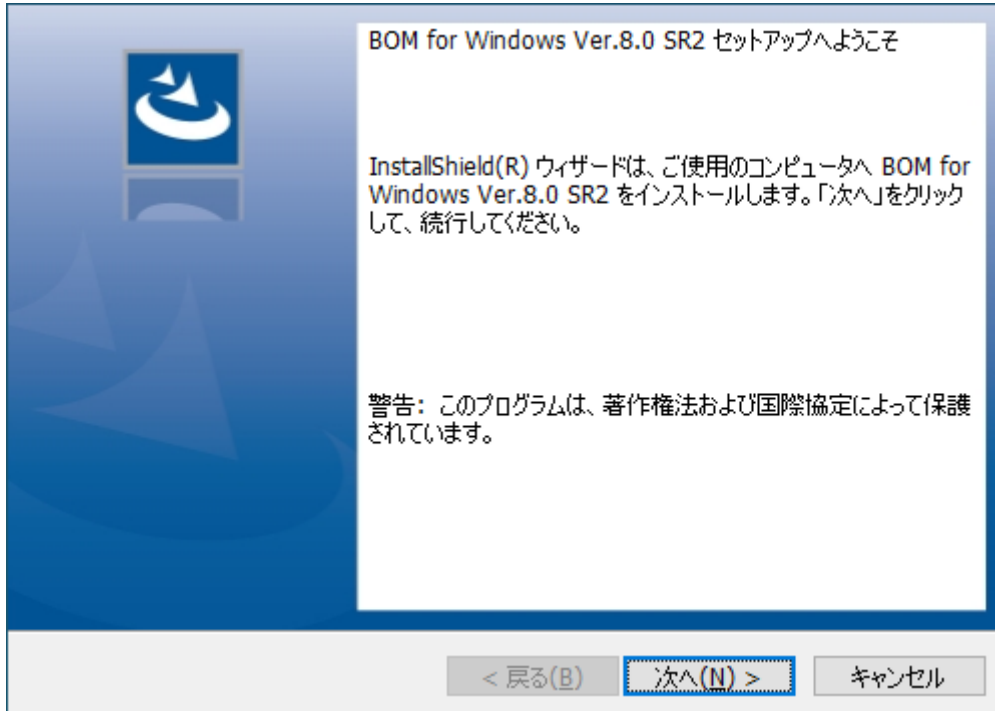 BOM for Windows Ver.8.0 SR2 セットアップへようこそ
InstallShield(R) ウィザードは、ご使用のコンピュータへ BOM for
Windows Ver.8.0 SR2 をインストールします。「次へ」をクリック
して、続行してください。
警告: このプログラムは、著作権法および国際協定によって保護
されています。
< 戻る(B)
次へ(N) >
キャンセル